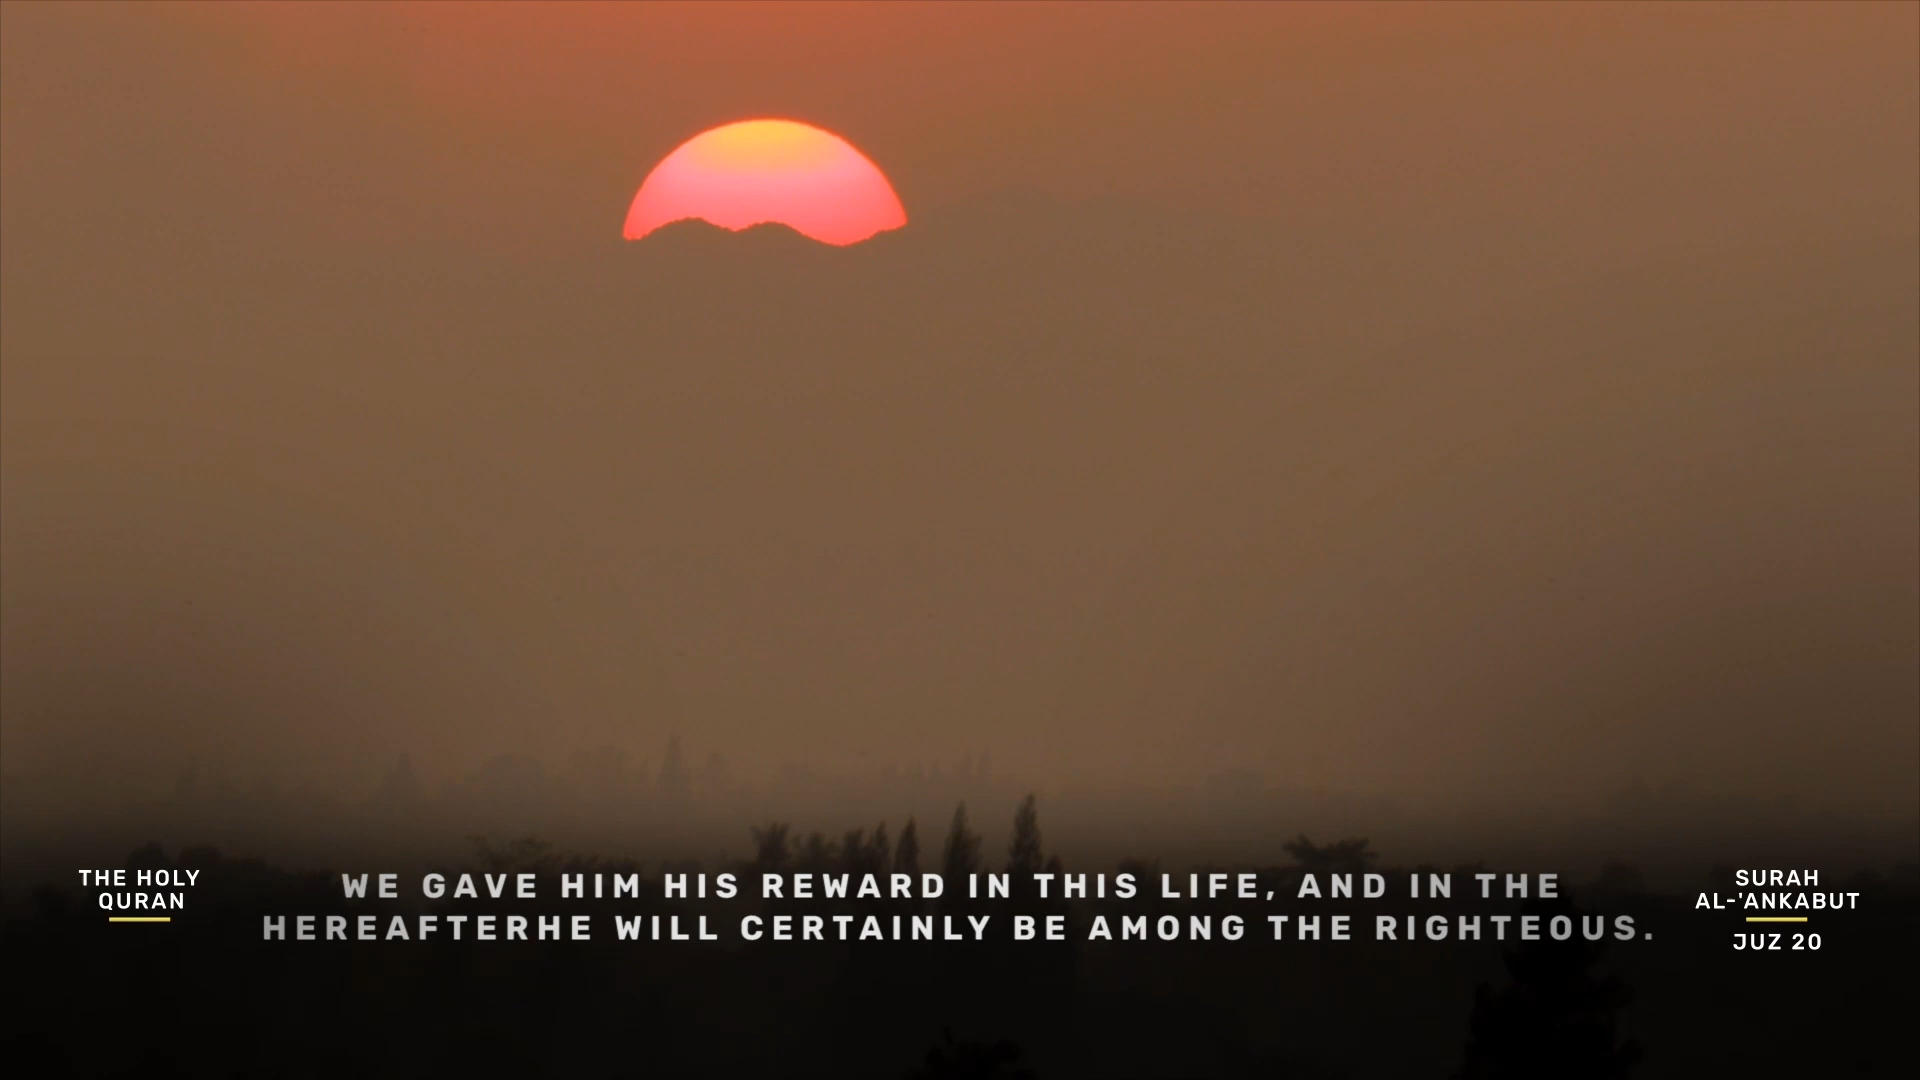 THE HOLY
QURAN
WE GAVE HIM HIS REWARD IN THIS LIFE, AND IN THE
HEREAFTERHE WILL CERTAINLY BE AMONG THE RIGHTEOUS.
SURAH
AL-'ANKABUT
JUZ 20